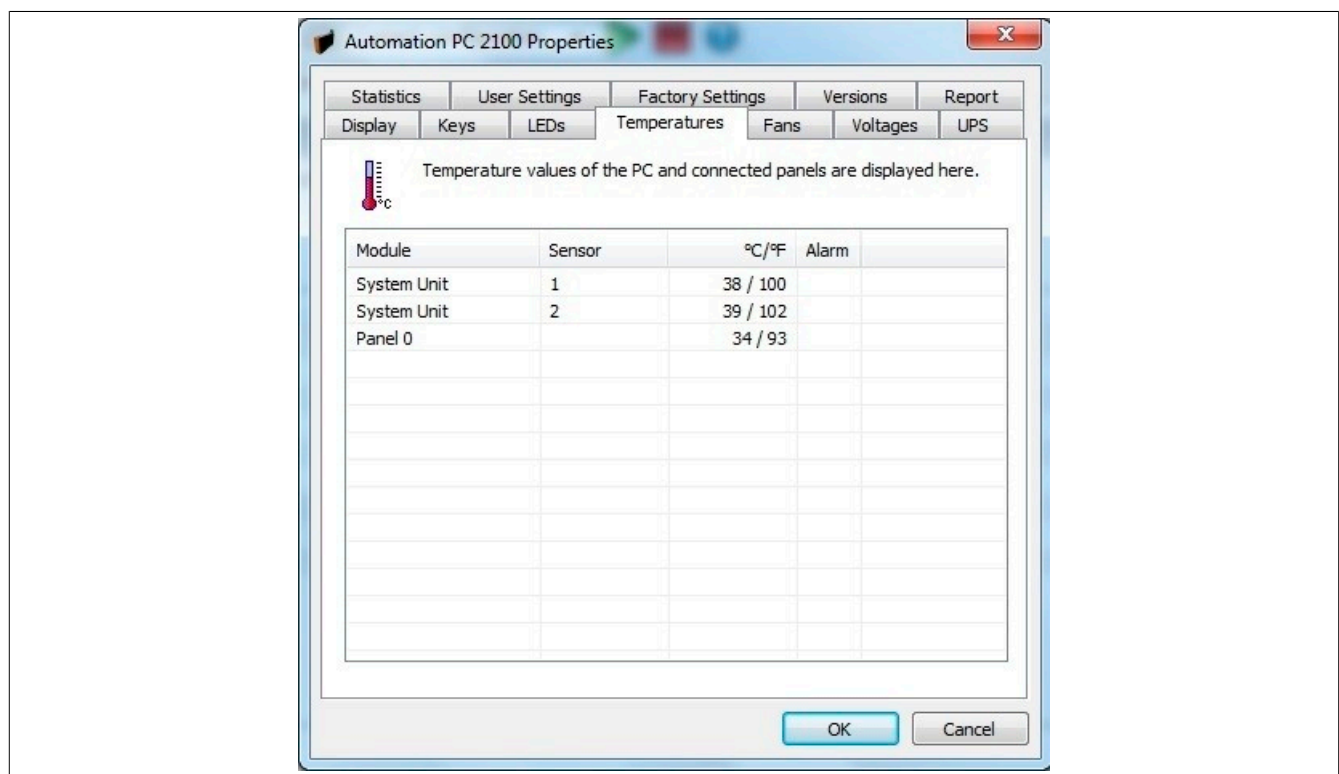 Automation PC 2100 Properties
Statistics User Settings Factory Settings Versions Report
Display Keys LEDs Temperatures Fans Voltages UPS
°C
Temperature values of the PC and connected panels are displayed here.
Module Sensor °C/°F Alarm
System Unit 1 38 / 100
System Unit 2 39 / 102
Panel 0 34 / 93
OK Cancel